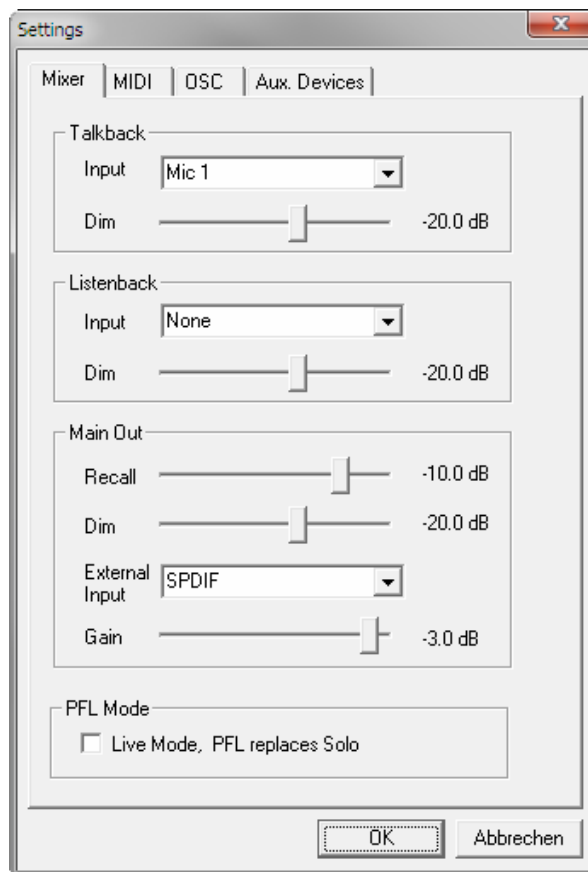 Settings
Mixer MIDI OSC Aux. Devices
Talkback
Input Mic 1
Dim -20.0 dB
Listenback
Input None
Dim -20.0 dB
Main Out
Recall -10.0 dB
Dim -20.0 dB
External
Input SPDIF
Gain -3.0 dB
PFL Mode
Live Mode, PFL replaces Solo
OK Abbrechen